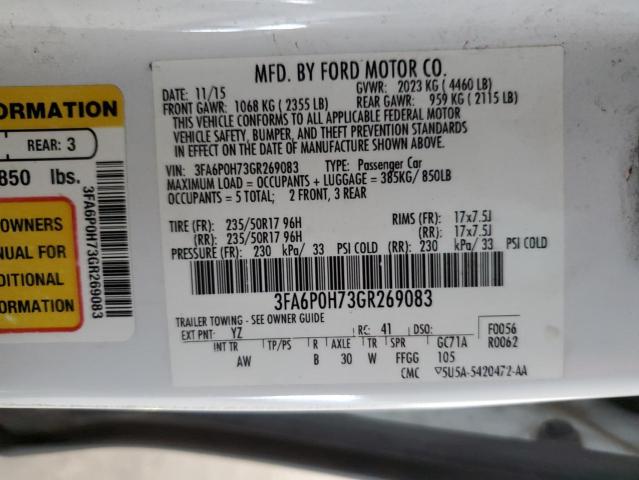 ORMATION
REAR: 3
850 lbs.
OWNERS
NUAL FOR
DITIONAL
FORMATION
3FA6P0H73GR269083
MFD. BY FORD MOTOR CO.
DATE: 11/15 GVWR: 2023 KG ( 4460 LB)
FRONT GAWR: 1068 KG ( 2355 LB) REAR GAWR: 959 KG ( 2115 LB)
THIS VEHICLE CONFORMS TO ALL APPLICABLE FEDERAL MOTOR
VEHICLE SAFETY, BUMPER, AND THEFT PREVENTION STANDARDS
IN EFFECT ON THE DATE OF MANUFACTURE SHOWN ABOVE.
VIN: 3FA6P0H73GR269083 TYPE: Passenger Car
MAXIMUM LOAD = OCCUPANTS + LUGGAGE = 385KG/ 850LB
OCCUPANTS = 5 TOTAL; 2 FRONT, 3 REAR
TIRE (FR): 235/50R17 96H RIMS (FR): 17x7.5J
(RR): 235/50R17 96H (RR): 17x7.5J
PRESSURE (FR): 230 kPa/ 33 PSI COLD (RR): 230 kPa/ 33 PSI COLD
3FA6P0H73GR269083
TRAILER TOWING - SEE OWNER GUIDE
EXT PNT: YZ RC: 41 DSO: F0056
INT TR TP/PS R AXLE TR SPR GC71A R0062
AW B 30 W FFGG 105
CMC 5U5A-5420472-AA